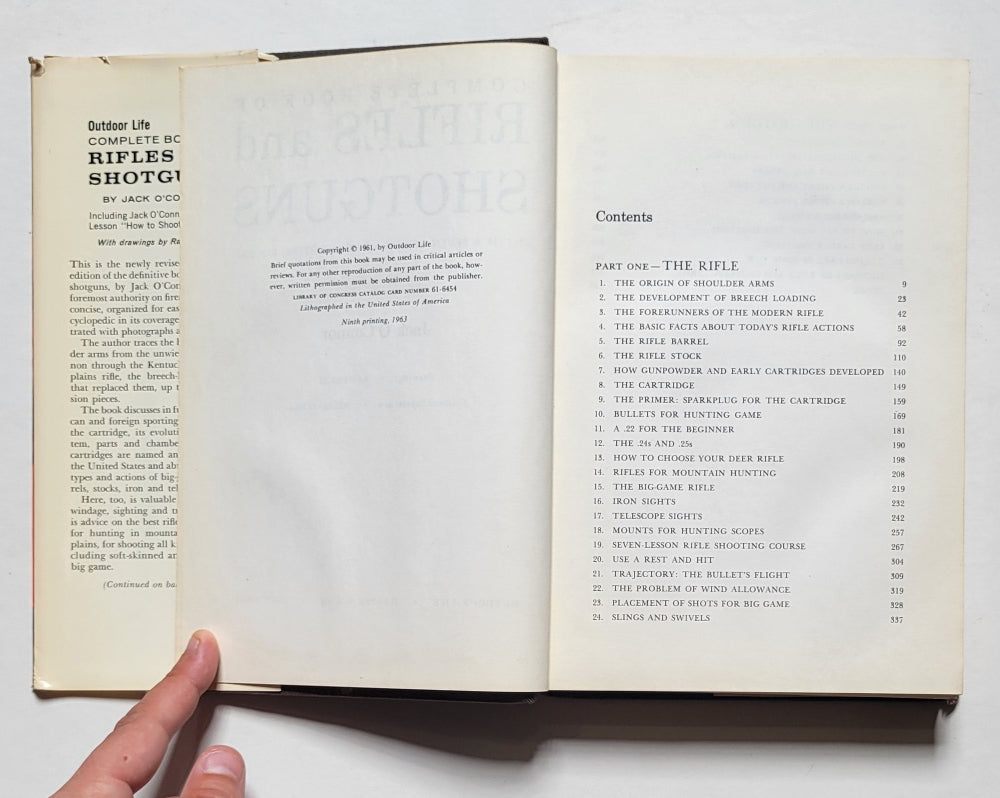 Outdoor Life
COMPLETE BO
RIFLES
SHOTGU
BY JACK O'CO
Including Jack O'Conn
Lesson "How to Shoot
With drawings by Ra
This is the newly revise
edition of the definitive bo
shotguns, by Jack O'Con
foremost authority on fire
concise, organized for eas
cyclopedic in its coverage
trated with photographs a
The author traces the
der arms from the unwie
non through the Kentuc
plains rifle, the breech-
that replaced them, up t
sion pieces.
The book discusses in fu
can and foreign sporting
the cartridge, its evoluti
tem, parts and chambe
cartridges are named an
the United States and ab
types and actions of big-
rels, stocks, iron and tel
Here, too, is valuable
windage, sighting and
is advice on the best rifl
for hunting in mounta
plains, for shooting all k
cluding soft-skinned an
big game.
(Continued on ba
COMPLETE BOOK OF
RIFLES and
SHOTGUNS
Jack O'Connor
Copyright © 1961, by Outdoor Life
Brief quotations from this book may be used in critical articles or
reviews. For any other reproduction of any part of the book, how-
ever, written permission must be obtained from the publisher.
LIBRARY OF CONGRESS CATALOG CARD NUMBER 61-6454
Lithographed in the United States of America
Ninth printing, 1963
Contents
PART ONE—THE RIFLE
1. THE ORIGIN OF SHOULDER ARMS 9
2. THE DEVELOPMENT OF BREECH LOADING 23
3. THE FORERUNNERS OF THE MODERN RIFLE 42
4. THE BASIC FACTS ABOUT TODAY'S RIFLE ACTIONS 58
5. THE RIFLE BARREL 92
6. THE RIFLE STOCK 110
7. HOW GUNPOWDER AND EARLY CARTRIDGES DEVELOPED 140
8. THE CARTRIDGE 149
9. THE PRIMER: SPARKPLUG FOR THE CARTRIDGE 159
10. BULLETS FOR HUNTING GAME 169
11. A .22 FOR THE BEGINNER 181
12. THE .24s AND .25s 190
13. HOW TO CHOOSE YOUR DEER RIFLE 198
14. RIFLES FOR MOUNTAIN HUNTING 208
15. THE BIG-GAME RIFLE 219
16. IRON SIGHTS 232
17. TELESCOPE SIGHTS 242
18. MOUNTS FOR HUNTING SCOPES 257
19. SEVEN-LESSON RIFLE SHOOTING COURSE 267
20. USE A REST AND HIT 304
21. TRAJECTORY: THE BULLET'S FLIGHT 309
22. THE PROBLEM OF WIND ALLOWANCE 319
23. PLACEMENT OF SHOTS FOR BIG GAME 328
24. SLINGS AND SWIVELS 337